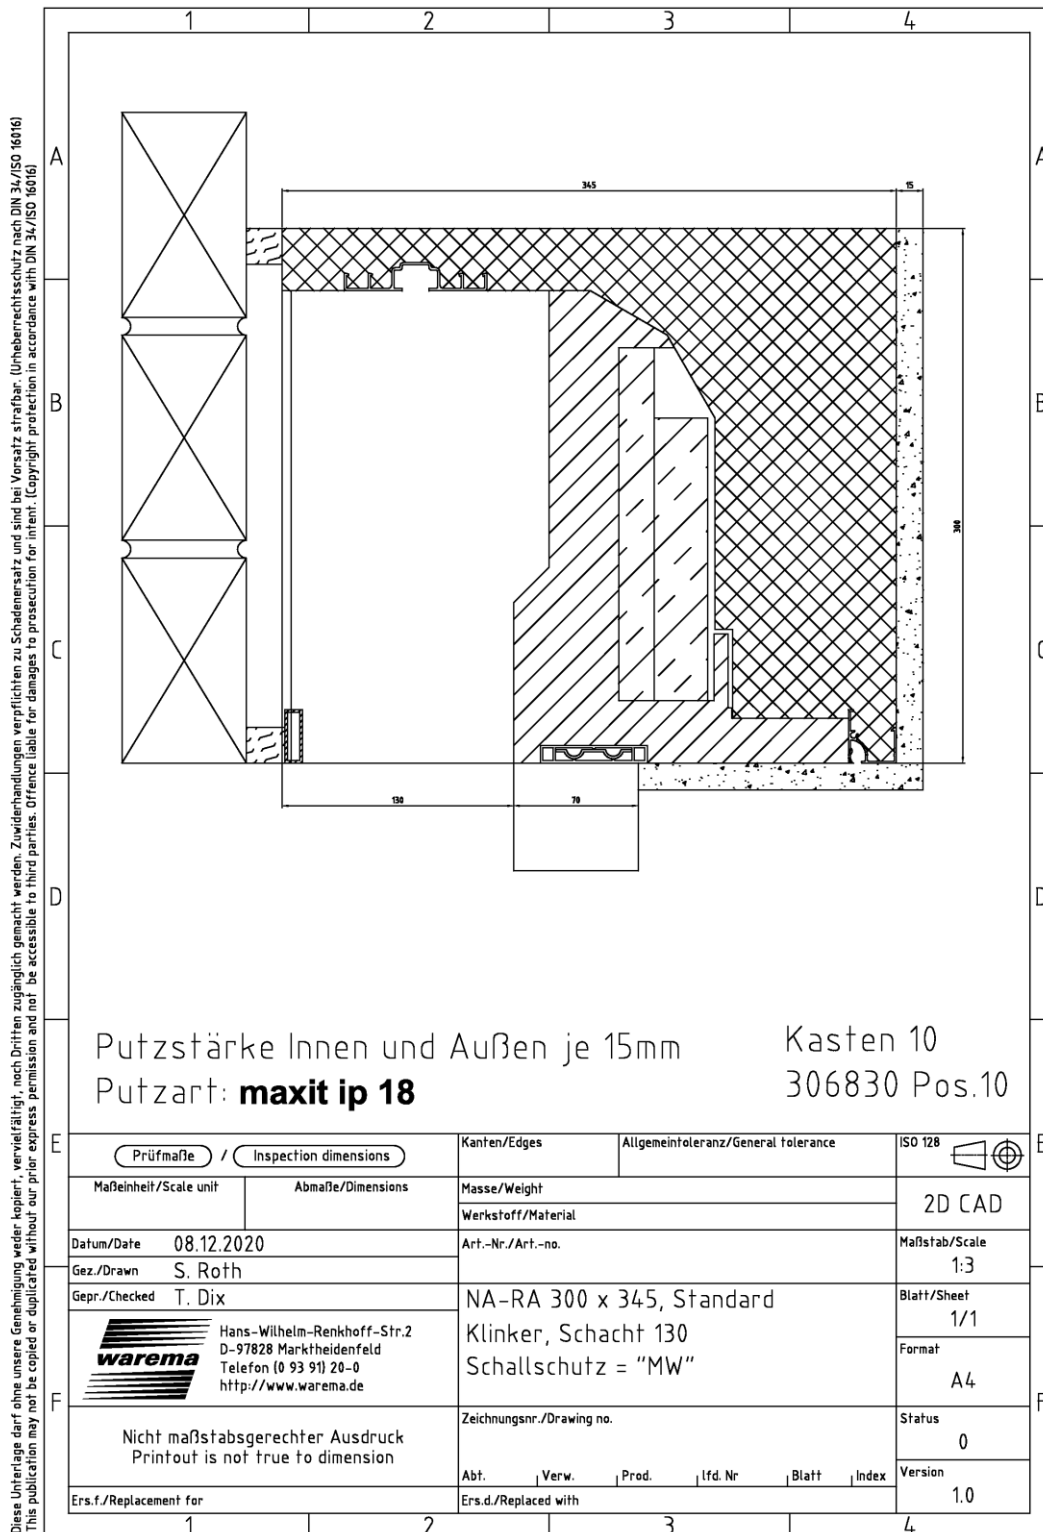 1 2 3 4
Diese Unterlage darf ohne unsere Genehmigung weder kopiert, vervielfältigt, noch Dritten zugänglich gemacht werden. Zuwiderhandlungen verpflichten zu Schadenersatz und sind bei Vorsatz strafbar. (Urheberrechtsschutz nach DIN 34/ISO 16016)
This publication may not be copied or duplicated without our prior express permission and not be accessible to third parties. Offence liable for damages to prosecution for intent. (Copyright protection in accordance with DIN 34/ISO 16016)
A A
345 15
B B
300
C C
130 70
D D
Putzstärke Innen und Außen je 15mm
Putzart: maxit ip 18
Kasten 10
306830 Pos.10
E E
Prüfmaße / Inspection dimensions
Kanten/Edges
Allgemeintoleranz/General tolerance
ISO 128
Maßeinheit/Scale unit
Abmaße/Dimensions
Masse/Weight
Werkstoff/Material
2D CAD
Datum/Date 08.12.2020
Art.-Nr./Art.-no.
Maßstab/Scale
1:3
Gez./Drawn S. Roth
Gepr./Checked T. Dix
NA-RA 300 x 345, Standard
Klinker, Schacht 130
Schallschutz = "MW"
Blatt/Sheet
1/1
warema
Hans-Wilhelm-Renkhoff-Str.2
D-97828 Marktheidenfeld
Telefon (0 93 91) 20-0
http://www.warema.de
Format
A4
F F
Nicht maßstabsgerechter Ausdruck
Printout is not true to dimension
Zeichnungsnr./Drawing no.
Status
0
Abt. Verw. Prod. lfd. Nr Blatt Index
Version
1.0
Ers.f./Replacement for
Ers.d./Replaced with
1 2 3 4